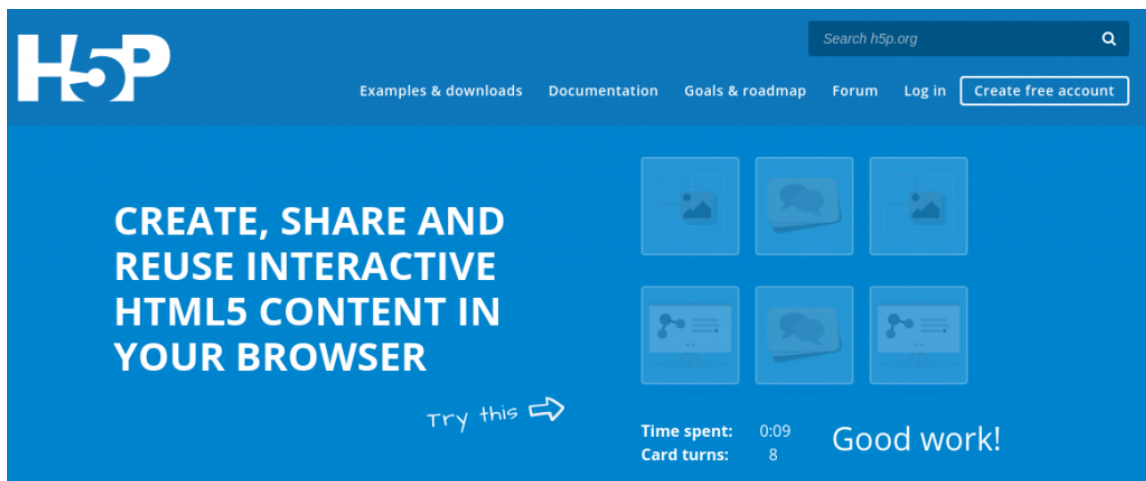 H5P
Search h5p.org
Examples & downloads Documentation Goals & roadmap Forum Log in Create free account
CREATE, SHARE AND
REUSE INTERACTIVE
HTML5 CONTENT IN
YOUR BROWSER
Try this
Time spent: 0:09
Card turns: 8
Good work!